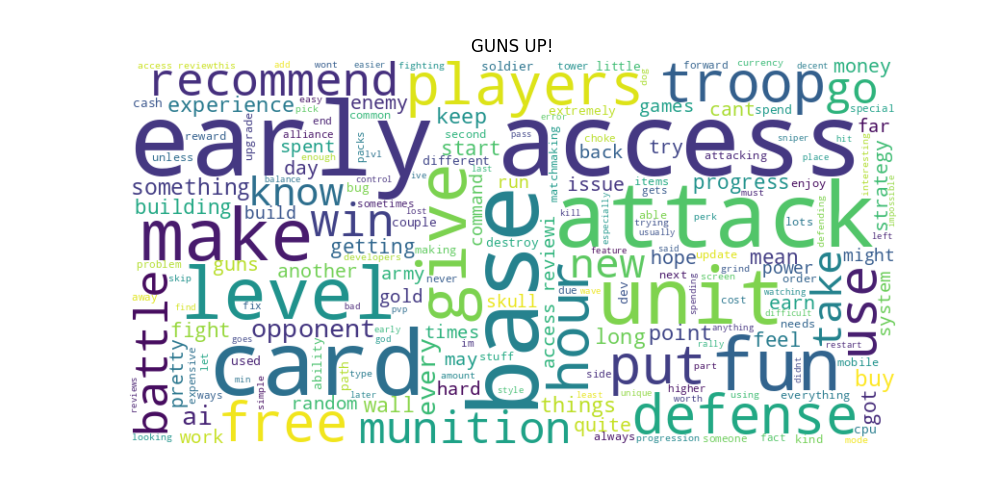 GUNS UP!
access reviewthis
add
wont
easier
fighting
soldier
tower
little
forward
currency
decent
money
recommend
players
troop
go
dog
cash
experience
easy
pick
enemy
common
keep
extremely
error
games
cant
spend
special
early access
reward
end
alliance
upgrade
spent
packs
second
start
pass
choke
back
try
far
sniper
hit
unless
day
lvl
different
attacking
place
matchmaking
interesting
strategy
something
know
enough
balance
control
live
last
run
issue
items
gets
progress
enjoy
must
impossible
building
build
win
bug
sometimes
lost
couple
give
command
base
kill
especially
able
trying
usually
perk
lots
defending
attack
left
make
getting
developers
making
destroy
access reviewi
feature
said
update
mean
might
problem
guns
another
army
never
new
hope
next
grind
screen
power
order
system
skip
level
gold
skull
due
dev
spending
cost
watching
away
find
fix
bad
pvp
hour
unit
earn
difficult
take
use
battle
fight
opponent
early
god
times
im
wave
long
point
anything
needs
rally
feel
restart
pretty
goes
card
every
may
stuff
side
put
part
didnt
fun
mobile
reviews
expensive
let
used
ability
path
type
amount
style
higher
worth
everything
buy
always
min
simple
later
hard
least
unique
using
got
random
wall
things
defense
ai
free
munition
quite
cpu
looking
work
always
progression
someone
fact
kind
mode